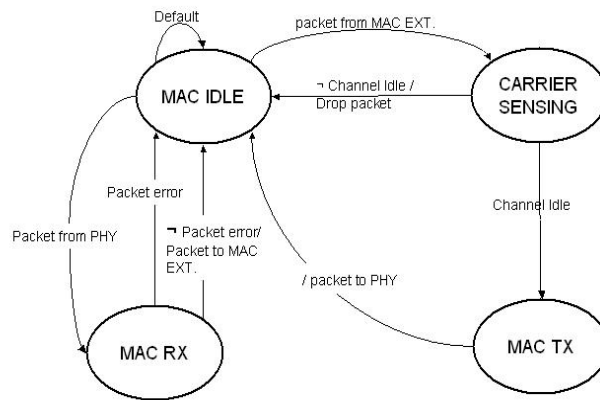 Default
packet from MAC EXT.
MAC IDLE
¬ Channel Idle /
Drop packet
CARRIER
SENSING
Packet error
Channel Idle
Packet from PHY
¬ Packet error/
Packet to MAC
EXT.
/ packet to PHY
MAC RX
MAC TX